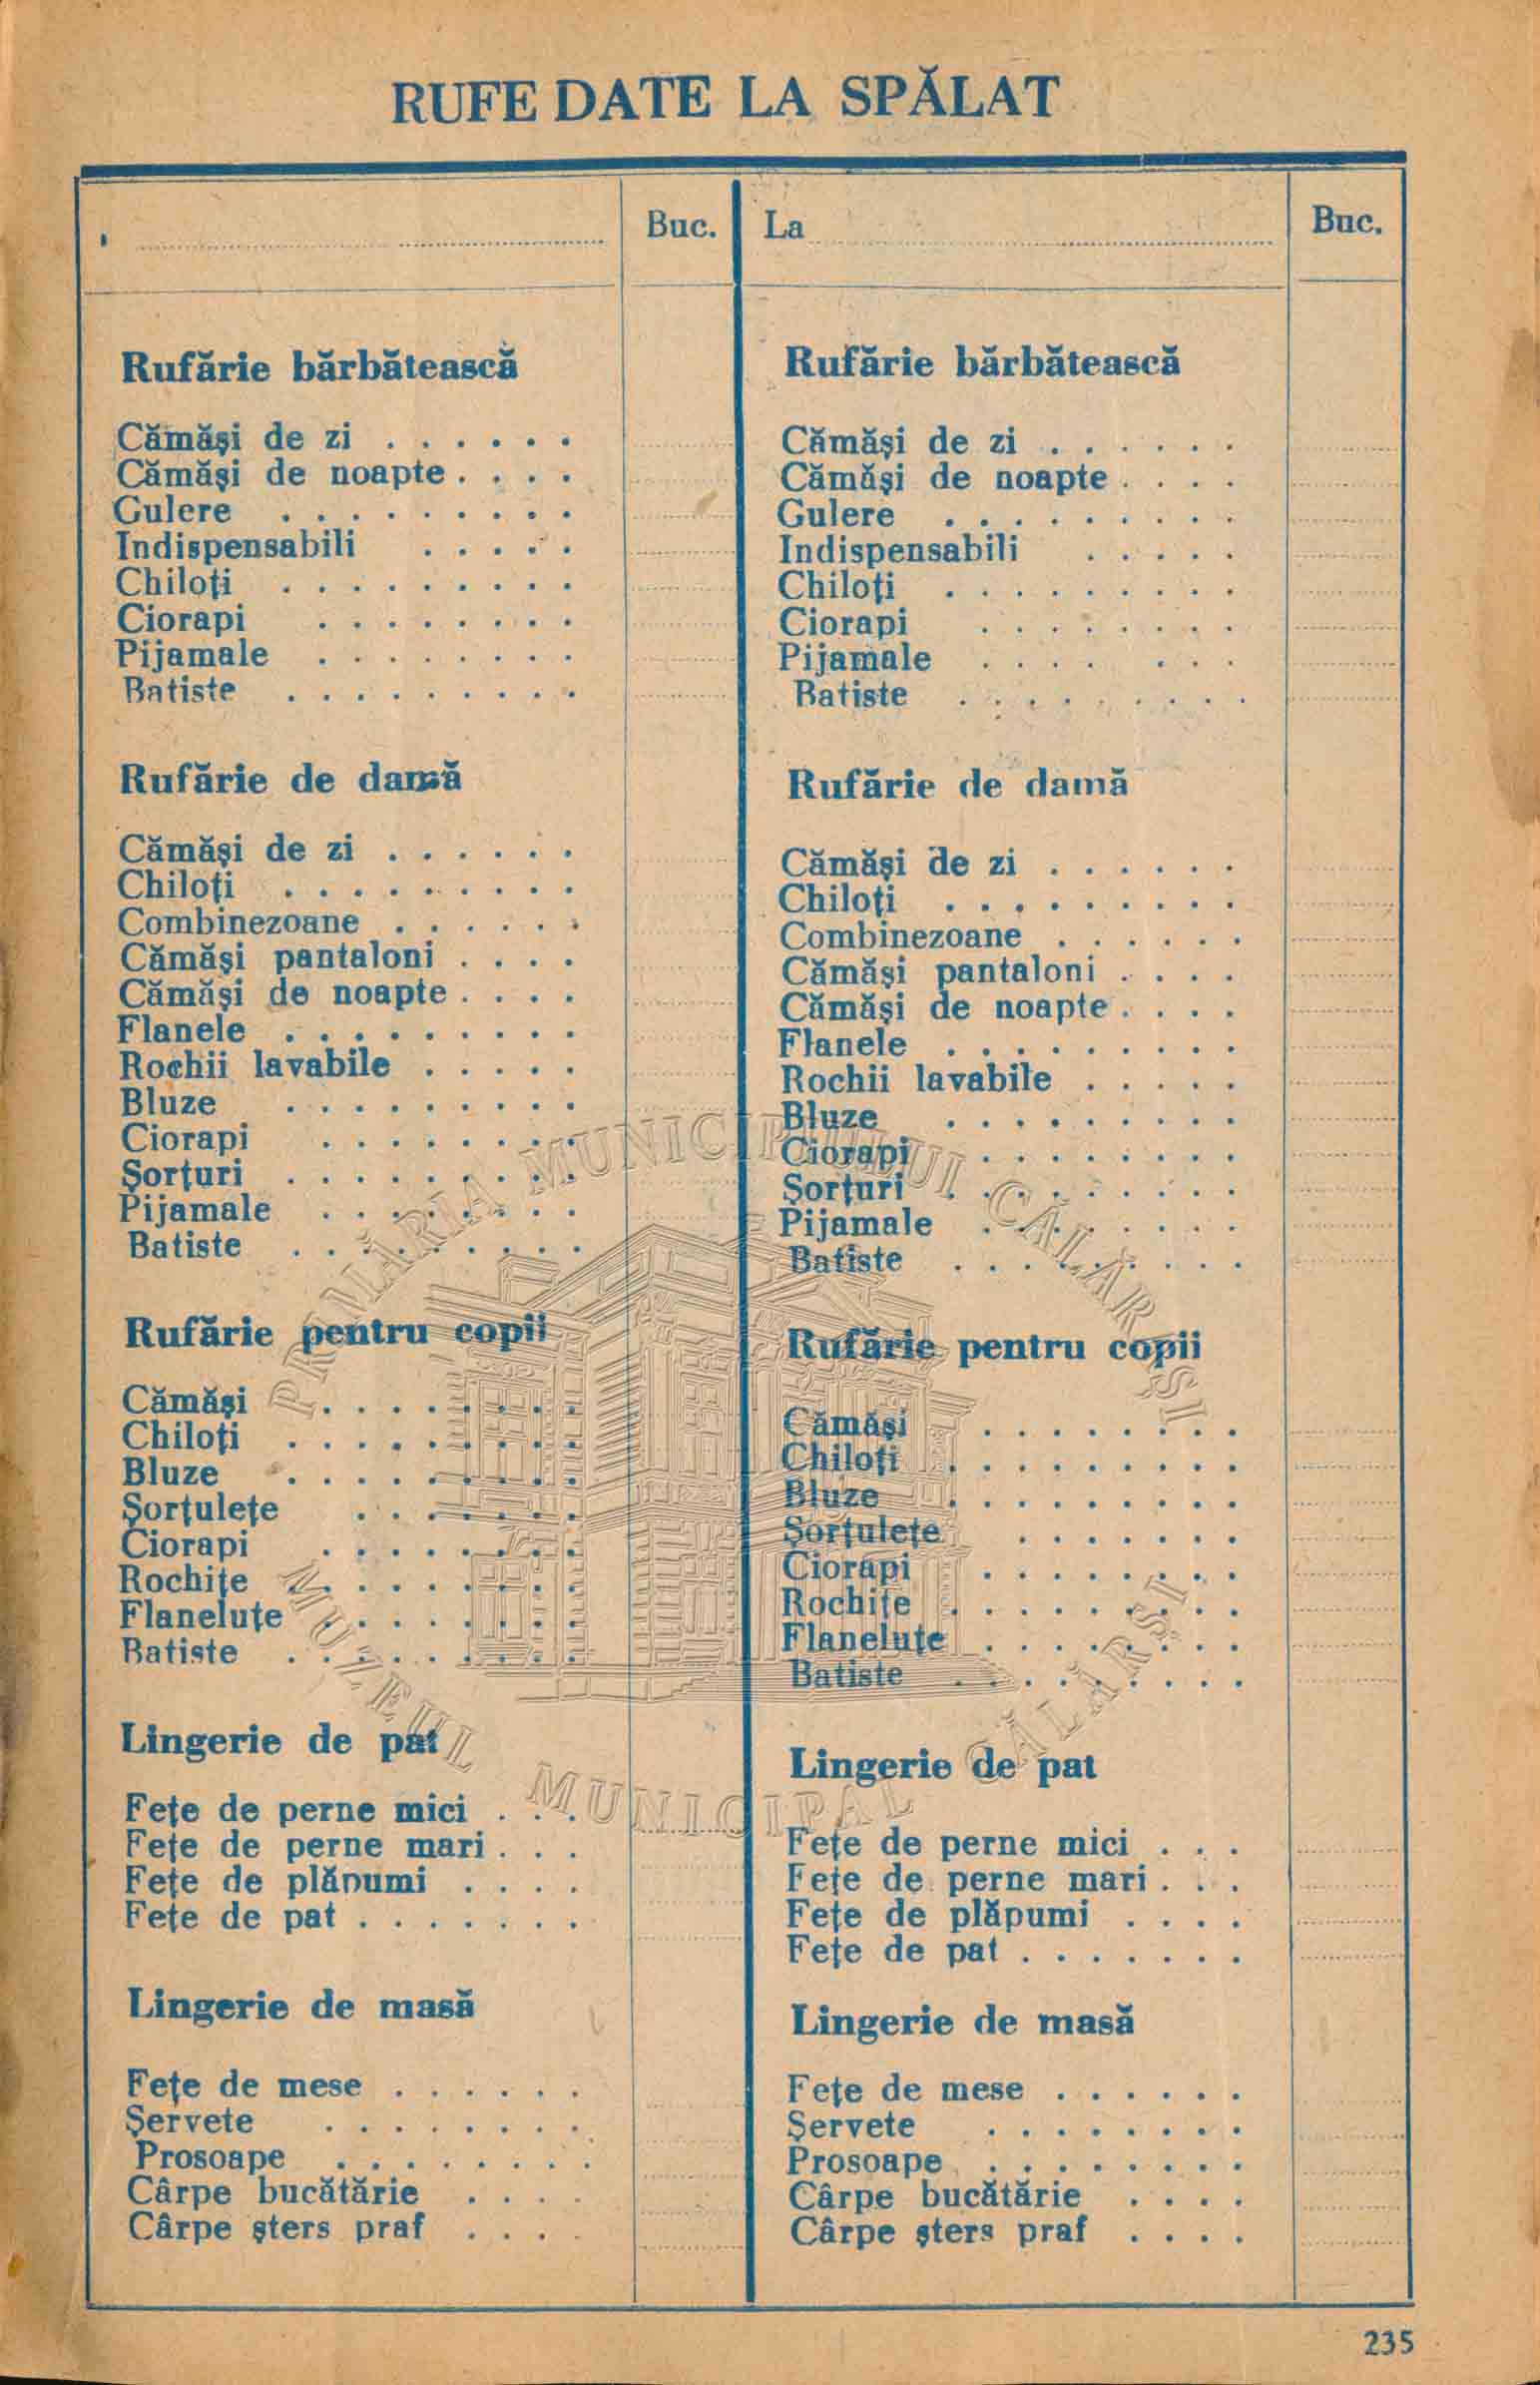 RUFE DATE LA SPĂLAT
Buc.
Rufărie bărbătească
Cămăşi de zi . . . . . .
Cămăşi de noapte . . . .
Gulere . . . . . . . . .
Indispensabili . . . . .
Chiloţi . . . . . . . . .
Ciorapi . . . . . . . .
Pijamale . . . . . . . .
Batiste . . . . . . . . .
Rufărie de damă
Cămăşi de zi . . . . . .
Chiloţi . . . . . . . . .
Combinezoane . . . . . .
Cămăşi pantaloni . . . .
Cămăşi de noapte . . . .
Flanele . . . . . . . . .
Rochii lavabile . . . . .
Bluze . . . . . . . . .
Ciorapi . . . . . . . .
Şorţuri . . . . . . . . .
Pijamale . . . . . . . .
Batiste . . . . . . . . .
Rufărie pentru copii
Cămăşi . . . . . . . .
Chiloţi . . . . . . . . .
Bluze . . . . . . . . .
Şorţuleţe . . . . . . .
Ciorapi . . . . . . . .
Rochiţe . . . . . . . .
Flaneluţe . . . . . . . .
Batiste . . . . . . . . .
Lingerie de pat
Feţe de perne mici . . .
Feţe de perne mari . . .
Feţe de plăpumi . . . .
Feţe de pat . . . . . . .
Lingerie de masă
Feţe de mese . . . . . .
Şervete . . . . . . . .
Prosoape . . . . . . . .
Cârpe bucătărie . . . .
Cârpe şters praf . . . .
La Buc.
Rufărie bărbătească
Cămăşi de zi . . . . . .
Cămăşi de noapte . . . .
Gulere . . . . . . . . .
Indispensabili . . . . .
Chiloţi . . . . . . . . .
Ciorapi . . . . . . . .
Pijamale . . . . . . .
Batiste . . . . . . . . .
Rufărie de damă
Cămăşi de zi . . . . . .
Chiloţi . . . . . . . . .
Combinezoane . . . . . .
Cămăşi pantaloni . . . .
Cămăşi de noapte . . . .
Flanele . . . . . . . . .
Rochii lavabile . . . . .
Bluze . . . . . . . . .
Ciorapi . . . . . . . .
Şorţuri . . . . . . . . .
Pijamale . . . . . . . .
Batiste . . . . . . . . .
Rufărie pentru copii
Cămăşi . . . . . . . .
Chiloţi . . . . . . . . .
Bluze . . . . . . . . .
Şorţuleţe . . . . . . .
Ciorapi . . . . . . . .
Rochiţe . . . . . . . . .
Flaneluţe . . . . . . . .
Batiste . . . . . . . . .
Lingerie de pat
Feţe de perne mici . . .
Feţe de perne mari . . .
Feţe de plăpumi . . . .
Feţe de pat . . . . . . .
Lingerie de masă
Feţe de mese . . . . . .
Şervete . . . . . . . .
Prosoape . . . . . . . .
Cârpe bucătărie . . . .
Cârpe şters praf . . . .
235
PRIMĂRIA MUNICIPIULUI CĂLĂRAȘI
MUZEUL MUNICIPAL CĂLĂRAȘI